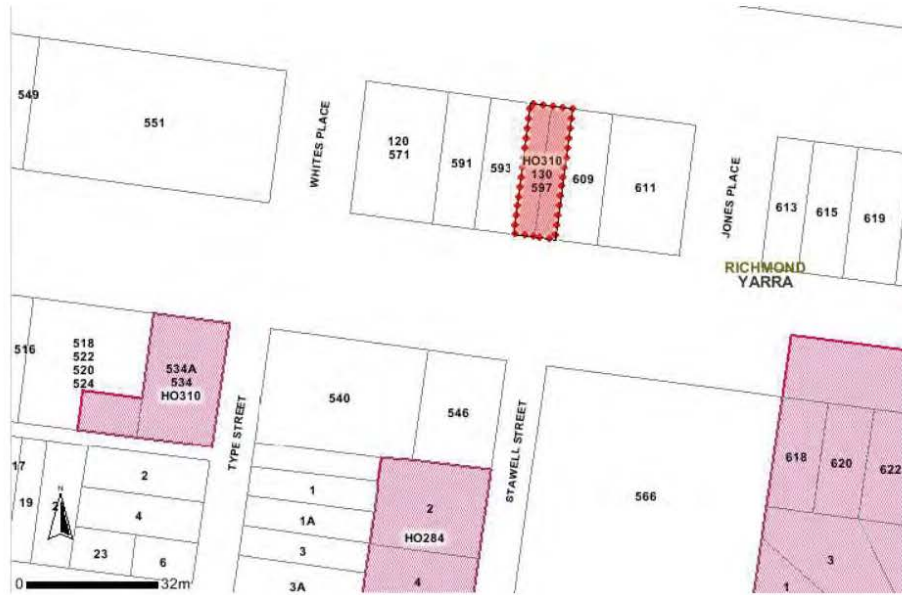 549
551
WHITES PLACE
120
571
591
593
HO310
130
597
609
611
JONES PLACE
613
615
619
RICHMOND
YARRA
516
518
522
520
524
534A
534
HO310
TYPE STREET
540
546
STAWELL STREET
566
618
620
622
17
19
2
2
4
23
6
N
1
1A
3
3A
2
HO284
4
3
1
0 32m